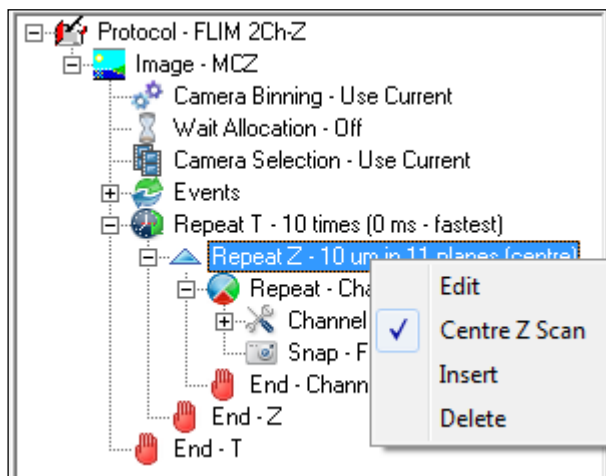 Protocol - FLIM 2Ch-Z
Image - MCZ
Camera Binning - Use Current
Wait Allocation - Off
Camera Selection - Use Current
Events
Repeat T - 10 times (0 ms - fastest)
Repeat Z - 10 um in 11 planes (centre)
Repeat - Cha
Edit
Channel
Centre Z Scan
Snap - F
Insert
End - Chann
Delete
End - Z
End - T